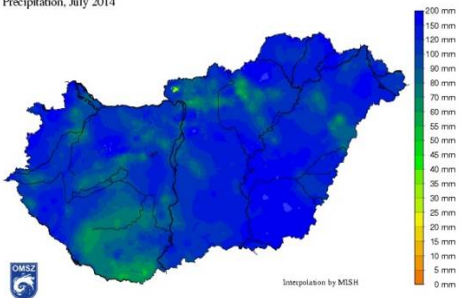 Precipitation, July 2014
200 mm
150 mm
120 mm
100 mm
90 mm
80 mm
70 mm
65 mm
60 mm
55 mm
50 mm
45 mm
40 mm
35 mm
30 mm
25 mm
20 mm
15 mm
10 mm
5 mm
0 mm
OMSZ
Interpolation by MISH